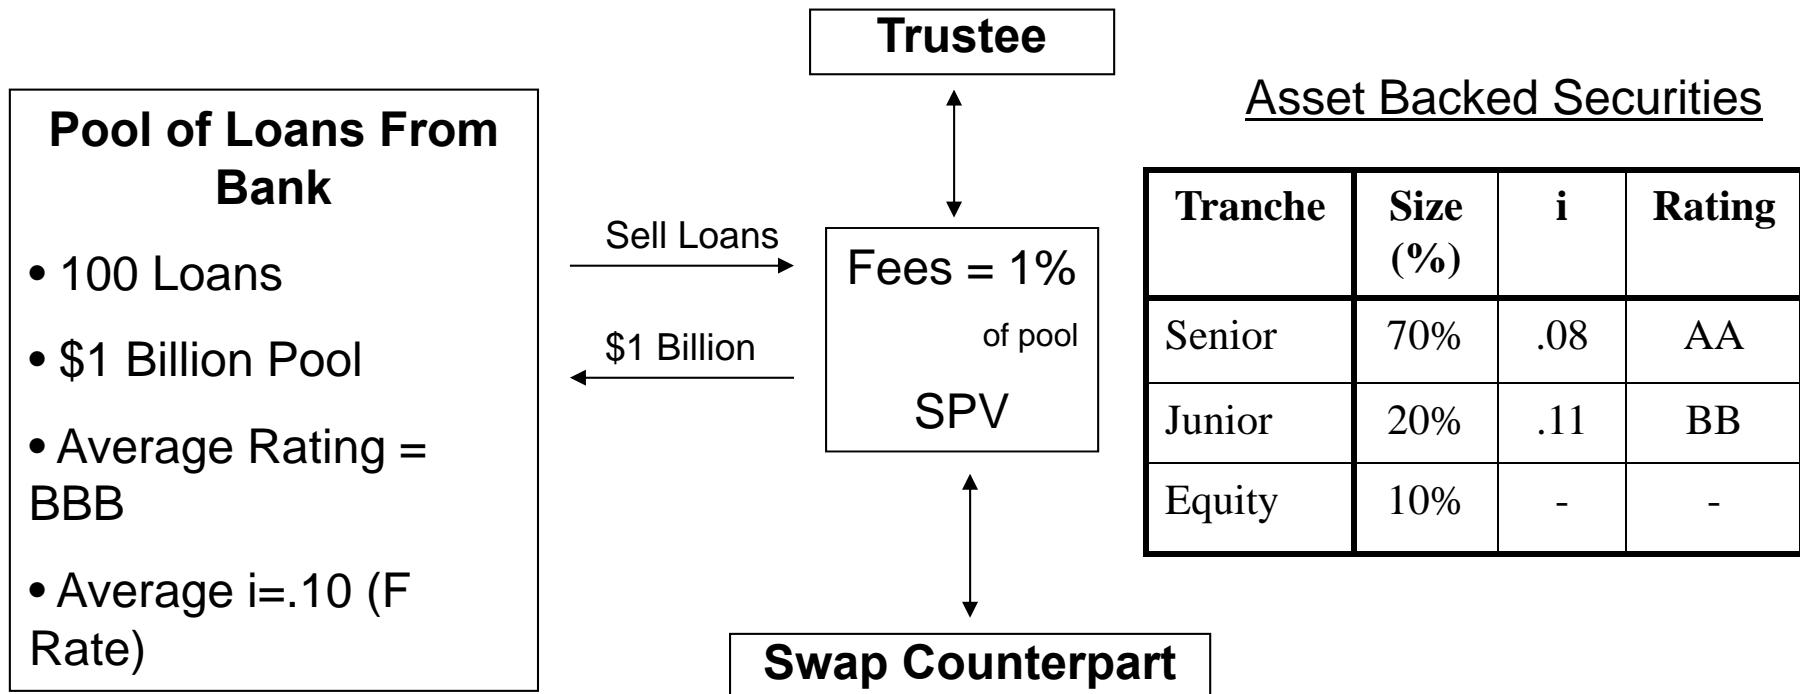 Trustee
Pool of Loans From
Bank
• 100 Loans
• $1 Billion Pool
• Average Rating =
BBB
• Average i=.10 (F
Rate)
Sell Loans
$1 Billion
Fees = 1%
of pool
SPV
Swap Counterpart
Asset Backed Securities
Tranche Size i Rating
(%)
Senior 70% .08 AA
Junior 20% .11 BB
Equity 10% - -